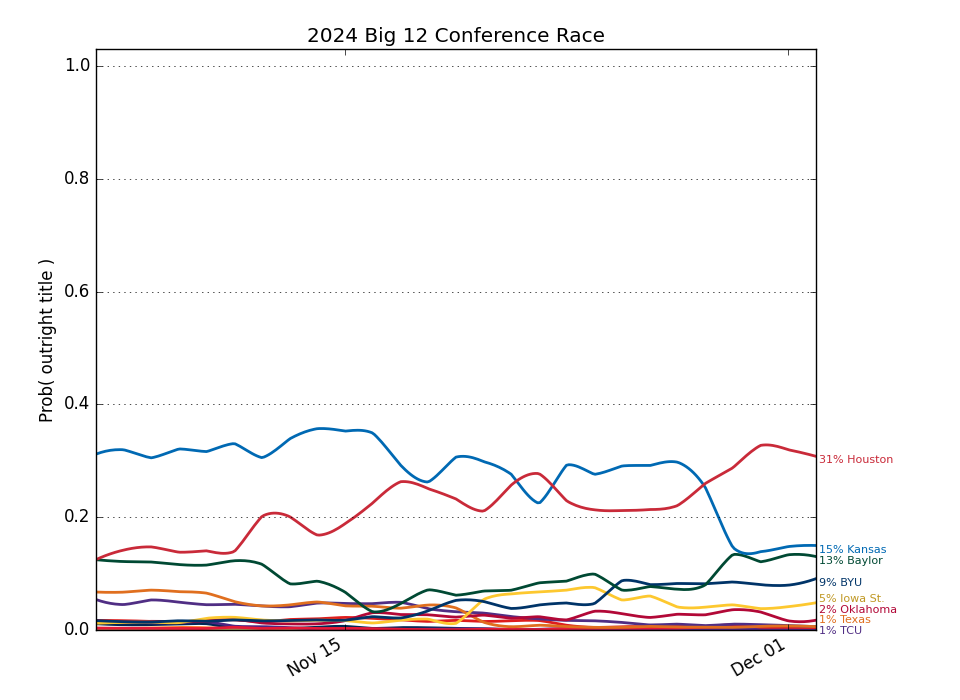 2024 Big 12 Conference Race
Prob( outright title )
1.0
0.8
0.6
0.4
0.2
0.0
Nov 15
Dec 01
31% Houston
15% Kansas
13% Baylor
9% BYU
5% Iowa St.
2% Oklahoma
1% Texas
1% TCU